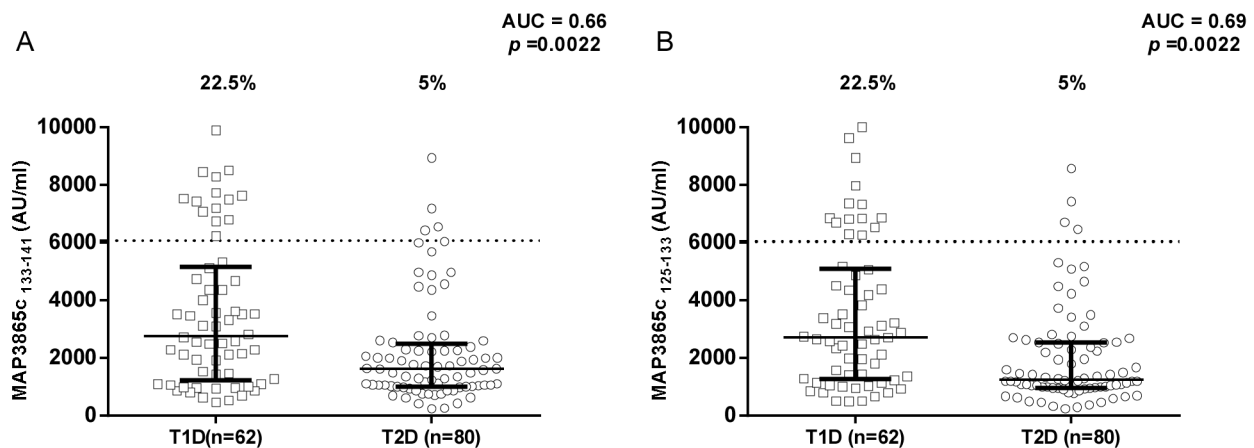 A
AUC = 0.66
p =0.0022
22.5%
5%
MAP3865c 133-141 (AU/ml)
10000
8000
6000
4000
2000
0
T1D(n=62)
T2D (n=80)
B
AUC = 0.69
p =0.0022
22.5%
5%
MAP3865c 125-133 (AU/ml)
10000
8000
6000
4000
2000
0
T1D (n=62)
T2D (n=80)